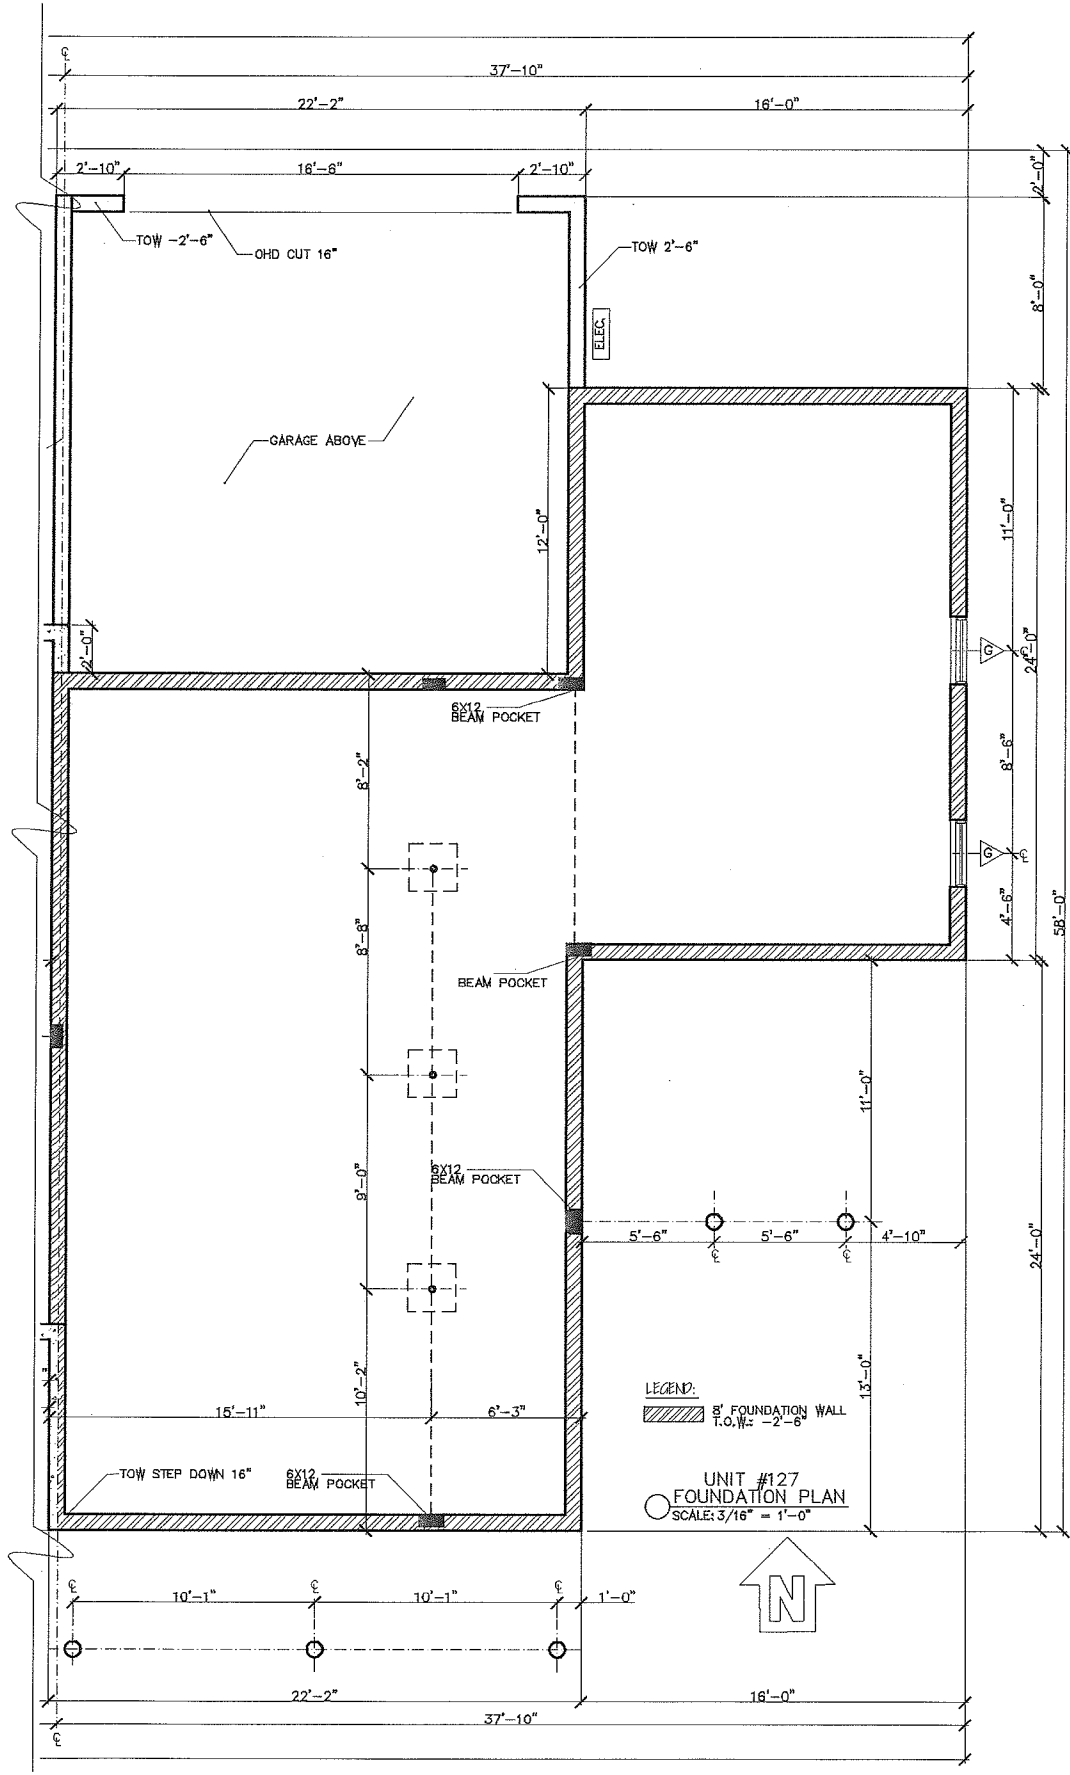 ℄
37'-10"
22'-2"
16'-0"
2'-10"
16'-6"
2'-10"
2'-0"
TOW -2'-6"
OHD CUT 16"
TOW 2'-6"
8'-0"
ELEC.
GARAGE ABOVE
12'-0"
11'-0"
2'-0"
G
℄
24'-0"
6X12
BEAM POCKET
8'-2"
8'-6"
G
℄
4'-6"
58'-0"
8'-8"
BEAM POCKET
11'-0"
9'-0"
6X12
BEAM POCKET
5'-6"
5'-6"
4'-10"
℄
℄
24'-0"
10'-2"
13'-0"
15'-11"
6'-3"
LEGEND:
8' FOUNDATION WALL
T.O.W.: -2'-6"
TOW STEP DOWN 16"
6X12
BEAM POCKET
UNIT #127
FOUNDATION PLAN
SCALE: 3/16" = 1'-0"
N
℄
10'-1"
℄
10'-1"
℄
1'-0"
22'-2"
16'-0"
37'-10"
℄